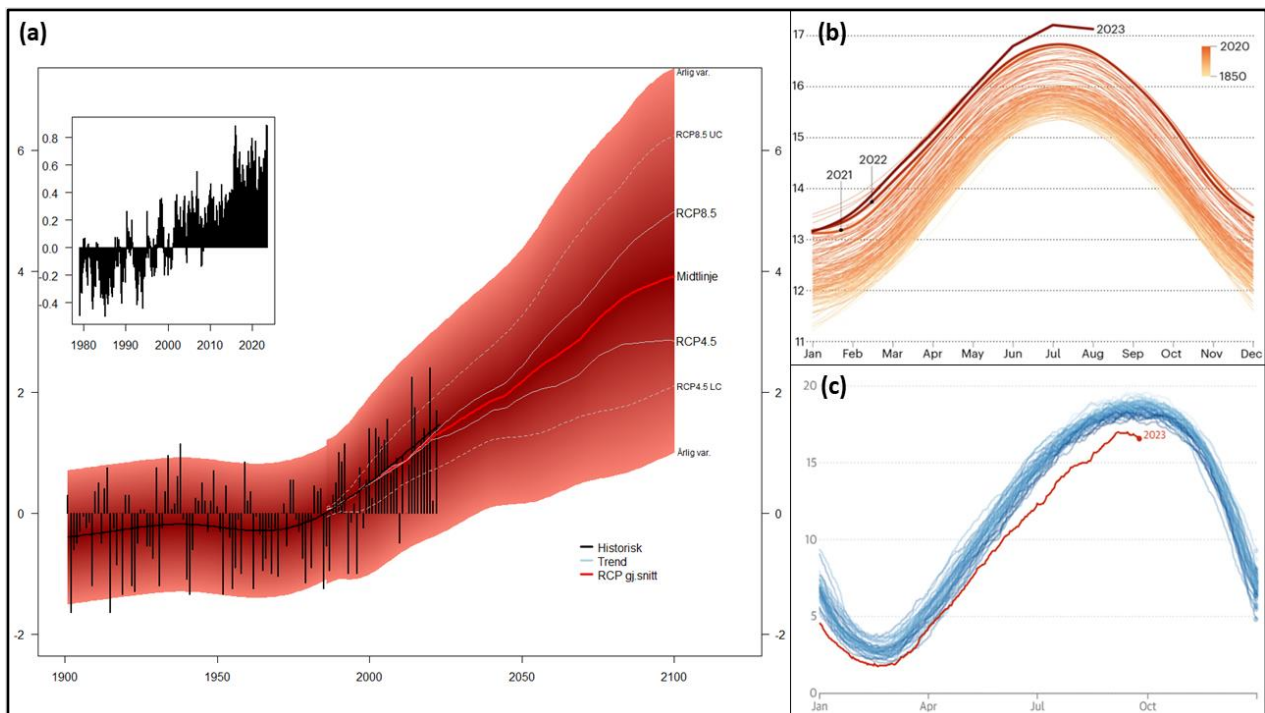 (a)
Årlig var.
RCP8.5 UC
RCP8.5
Midtlinje
RCP4.5
RCP4.5 LC
Årlig var.
6
4
2
0
-2
6
4
2
0
-2
0.8
0.6
0.4
0.2
0.0
-0.2
-0.4
1980 1990 2000 2010 2020
Historisk
Trend
RCP gj.snitt
1900 1950 2000 2050 2100
(b)
17
16
15
14
13
12
11
2023
2020
1850
2022
2021
Jan Feb Mar Apr May Jun Jul Aug Sep Oct Nov Dec
(c)
20
15
10
5
0
2023
Jan Apr Jul Oct